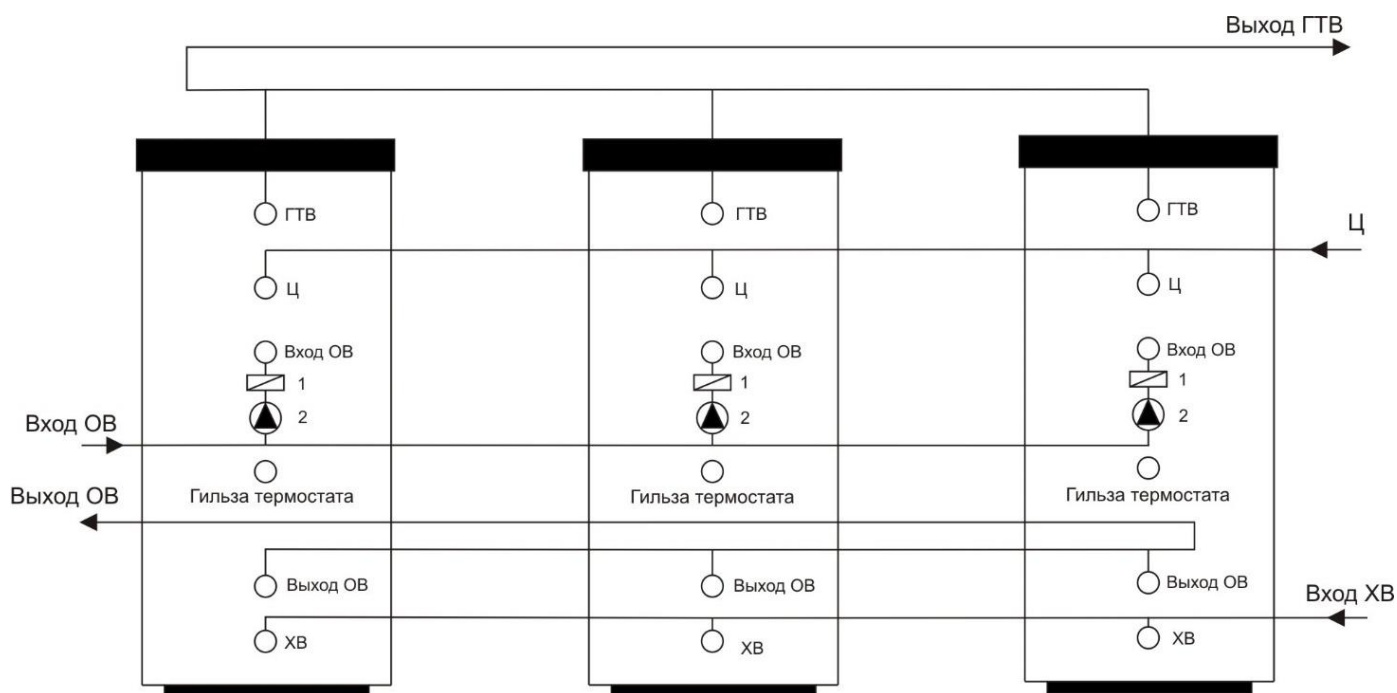 Выход ГТВ
ГТВ
ГТВ
ГТВ
Ц
Ц
Ц
Ц
Вход ОВ
Вход ОВ
Вход ОВ
1
1
1
2
2
2
Вход ОВ
Гильза термостата
Гильза термостата
Гильза термостата
Выход ОВ
Выход ОВ
Выход ОВ
Выход ОВ
Вход ХВ
ХВ
ХВ
ХВ